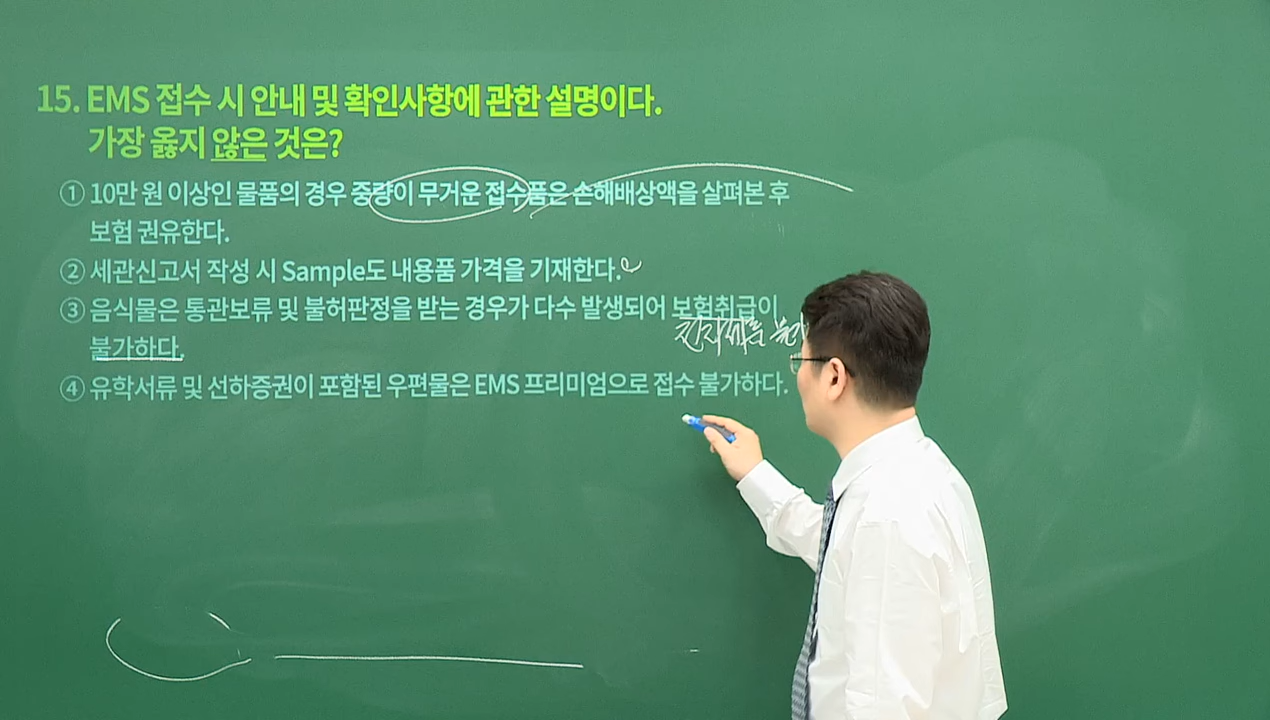 15. EMS 접수 시 안내 및 확인사항에 관한 설명이다.
가장 옳지 않은 것은?
① 10만 원 이상인 물품의 경우 중량이 무거운 접수품은 손해배상액을 살펴본 후
보험 권유한다.
② 세관신고서 작성 시 Sample도 내용품 가격을 기재한다.
③ 음식물은 통관보류 및 불허판정을 받는 경우가 다수 발생되어 보험취급이
불가하다.
④ 유학서류 및 선하증권이 포함된 우편물은 EMS 프리미엄으로 접수 불가하다.